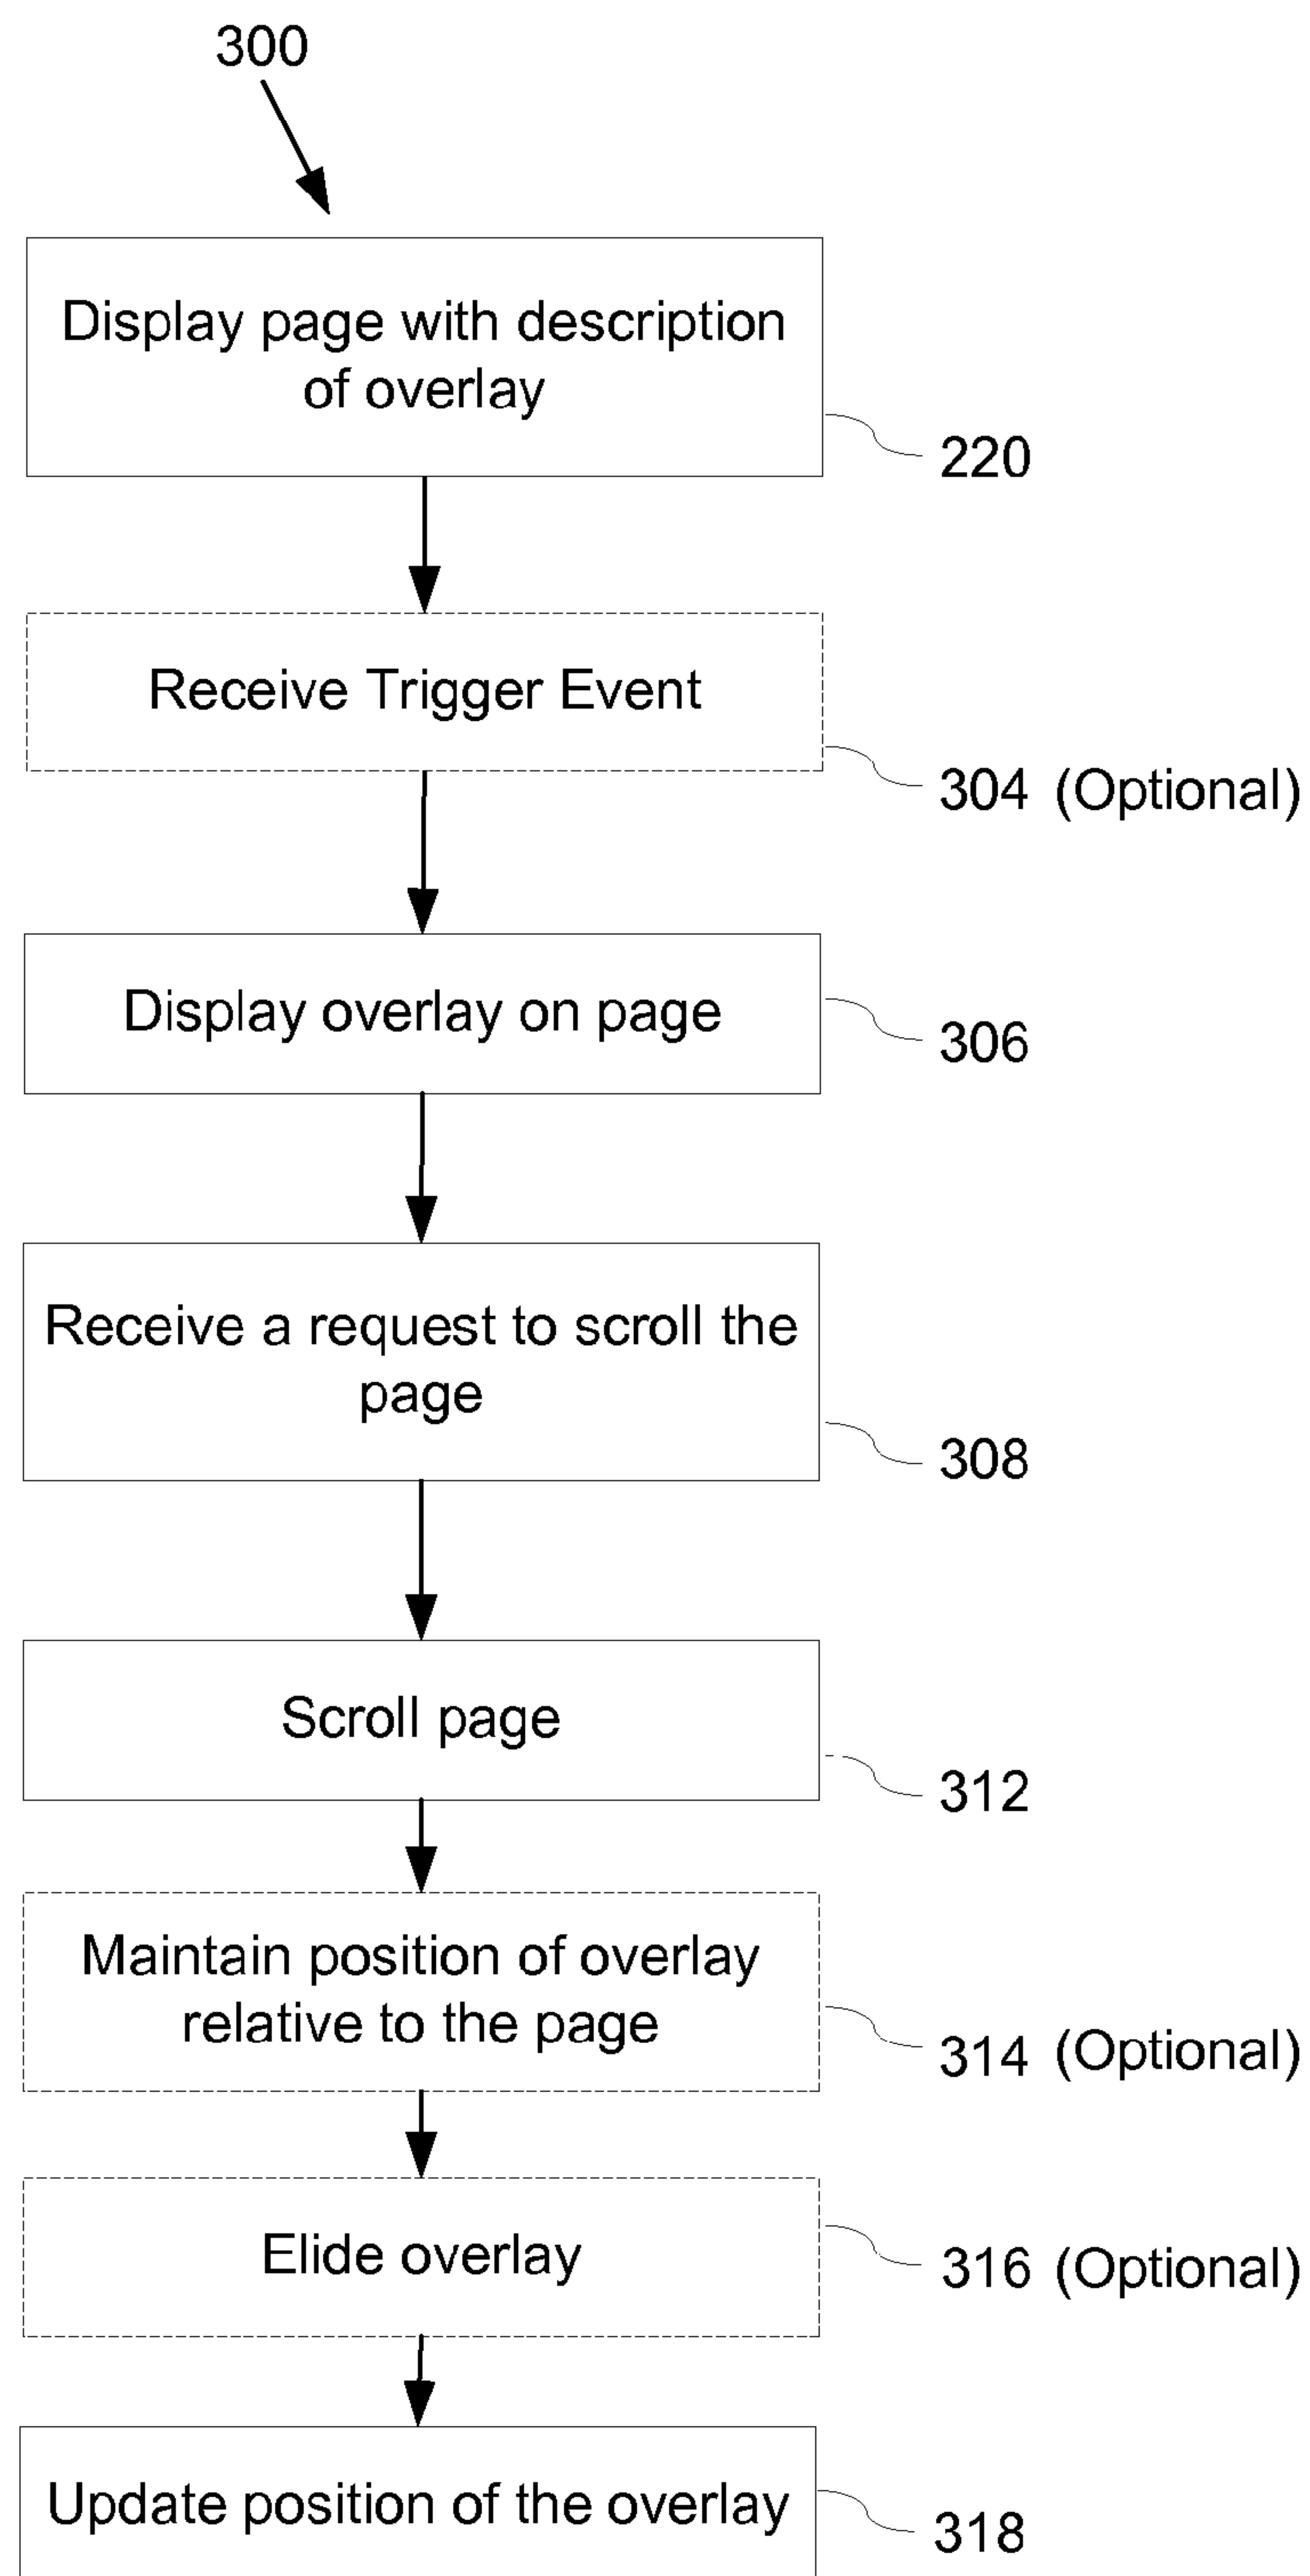 300
Display page with description
of overlay
220
Receive Trigger Event
304 (Optional)
Display overlay on page
306
Receive a request to scroll the
page
308
Scroll page
312
Maintain position of overlay
relative to the page
314 (Optional)
Elide overlay
316 (Optional)
Update position of the overlay
318